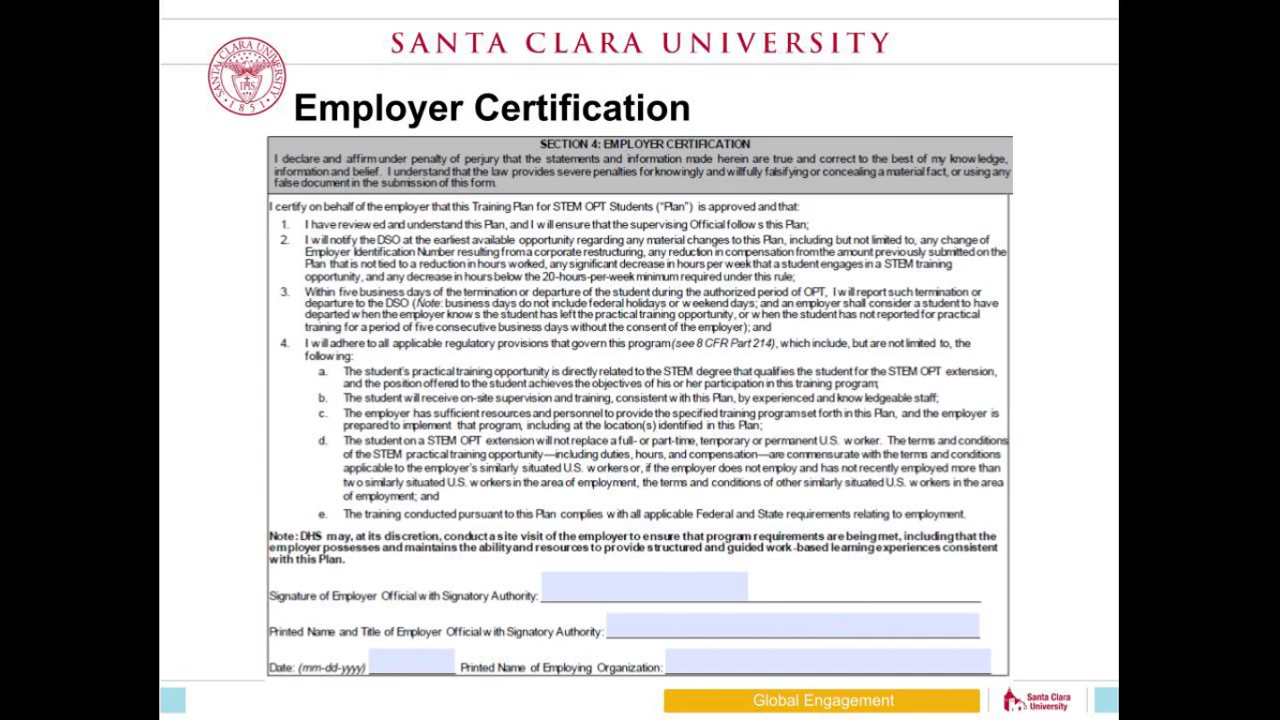 SANTA CLARA UNIVERSITY
SANTA CLARA UNIVERSITY
IHS
1851
Employer Certification
SECTION 4: EMPLOYER CERTIFICATION
I declare and affirm under penalty of perjury that the statements and information made herein are true and correct to the best of my knowledge,
information and belief. I understand that the law provides severe penalties for knowingly and willfully falsifying or concealing a material fact, or using any
false document in the submission of this form.
I certify on behalf of the employer that this Training Plan for STEM OPT Students (“Plan”) is approved and that:
1. I have reviewed and understand this Plan, and I will ensure that the supervising Official follows this Plan;
2. I will notify the DSO at the earliest available opportunity regarding any material changes to this Plan, including but not limited to, any change of
Employer Identification Number resulting from a corporate restructuring, any reduction in compensation from the amount previously submitted on the
Plan that is not tied to a reduction in hours worked, any significant decrease in hours per week that a student engages in a STEM training
opportunity, and any decrease in hours below the 20-hours-per-week minimum required under this rule;
3. Within five business days of the termination or departure of the student during the authorized period of OPT, I will report such termination or
departure to the DSO (Note: business days do not include federal holidays or weekend days; and an employer shall consider a student to have
departed when the employer knows the student has left the practical training opportunity, or when the student has not reported for practical
training for a period of five consecutive business days without the consent of the employer); and
4. I will adhere to all applicable regulatory provisions that govern this program (see 8 CFR Part 214), which include, but are not limited to, the
following:
a. The student’s practical training opportunity is directly related to the STEM degree that qualifies the student for the STEM OPT extension,
and the position offered to the student achieves the objectives of his or her participation in this training program;
b. The student will receive on-site supervision and training, consistent with this Plan, by experienced and knowledgeable staff;
c. The employer has sufficient resources and personnel to provide the specified training program set forth in this Plan, and the employer is
prepared to implement that program, including at the location(s) identified in this Plan;
d. The student on a STEM OPT extension will not replace a full- or part-time, temporary or permanent U.S. worker. The terms and conditions
of the STEM practical training opportunity—including duties, hours, and compensation—are commensurate with the terms and conditions
applicable to the employer’s similarly situated U.S. workers or, if the employer does not employ and has not recently employed more than
two similarly situated U.S. workers in the area of employment, the terms and conditions of other similarly situated U.S. workers in the area
of employment; and
e. The training conducted pursuant to this Plan complies with all applicable Federal and State requirements relating to employment.
Note: DHS may, at its discretion, conduct a site visit of the employer to ensure that program requirements are being met, including that the
employer possesses and maintains the ability and resources to provide structured and guided work-based learning experiences consistent
with this Plan.
Signature of Employer Official with Signatory Authority:
Printed Name and Title of Employer Official with Signatory Authority:
Date: (mm-dd-yyyy) Printed Name of Employing Organization:
Global Engagement
Santa Clara
University